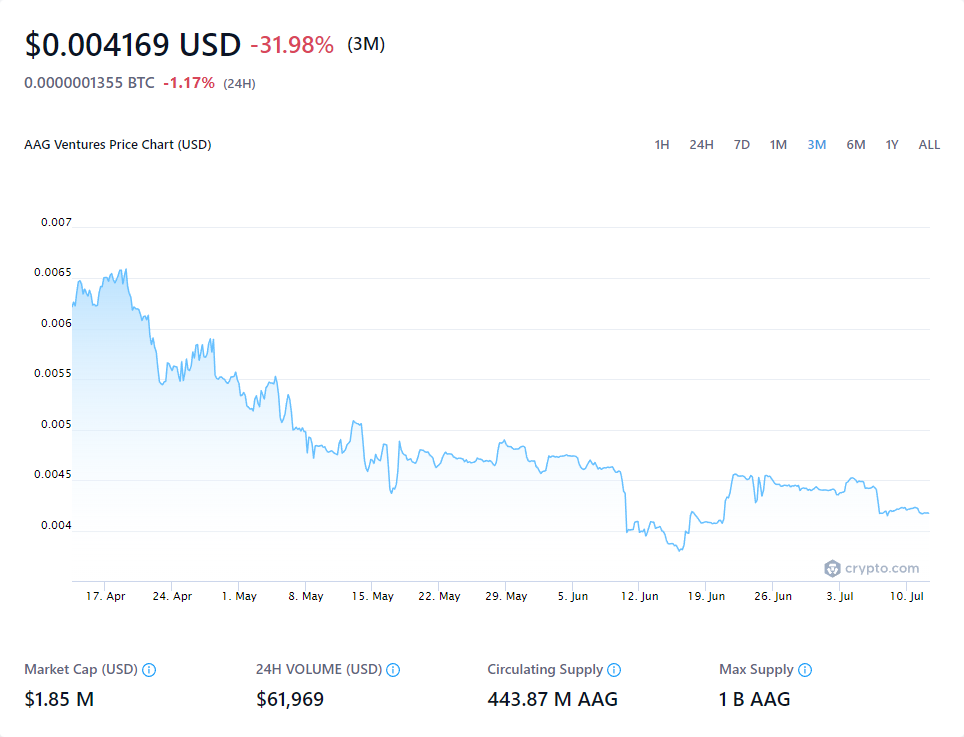 $0.004169 USD -31.98% (3M)
0.0000001355 BTC -1.17% (24H)
AAG Ventures Price Chart (USD) 1H 24H 7D 1M 3M 6M 1Y ALL
0.007
0.0065
0.006
0.0055
0.005
0.0045
0.004
crypto.com
17. Apr 24. Apr 1. May 8. May 15. May 22. May 29. May 5. Jun 12. Jun 19. Jun 26. Jun 3. Jul 10. Jul
Market Cap (USD) 24H VOLUME (USD) Circulating Supply Max Supply
$1.85 M $61,969 443.87 M AAG 1 B AAG